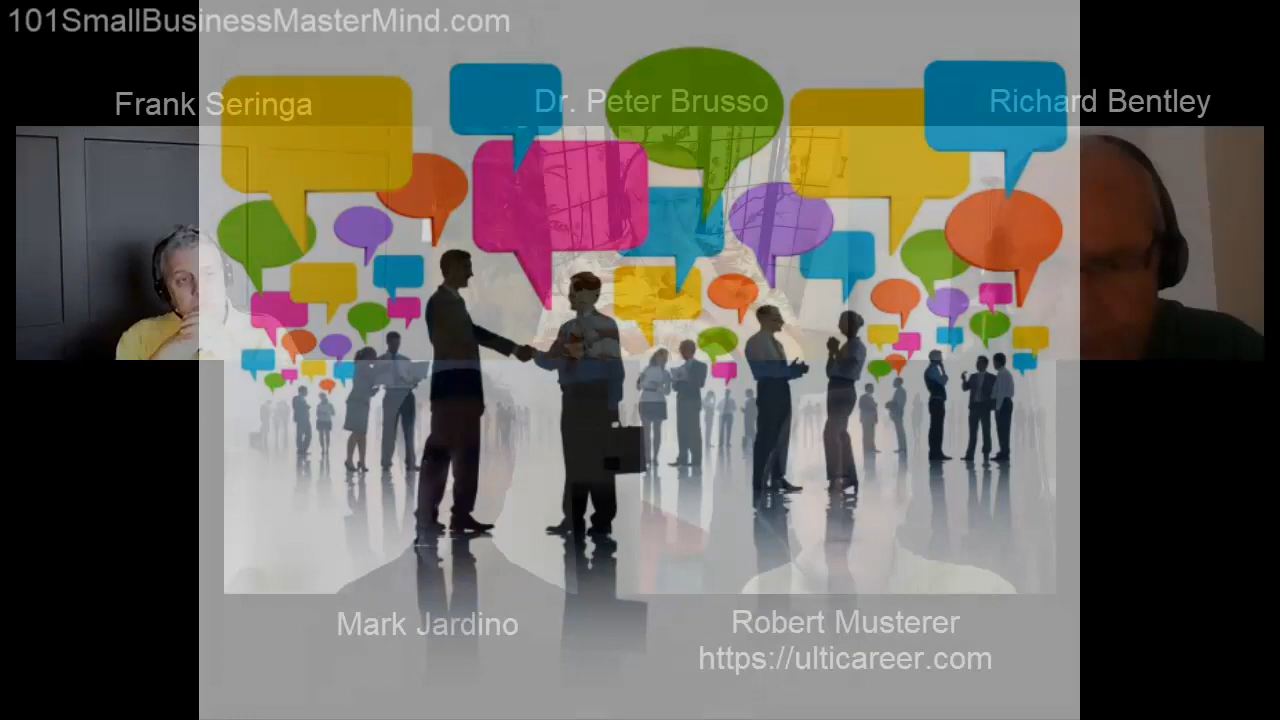 101SmallBusinessMasterMind.com
Frank Seringa
Dr. Peter Brusso
Richard Bentley
Mark Jardino
Robert Musterer
https://ulticareer.com